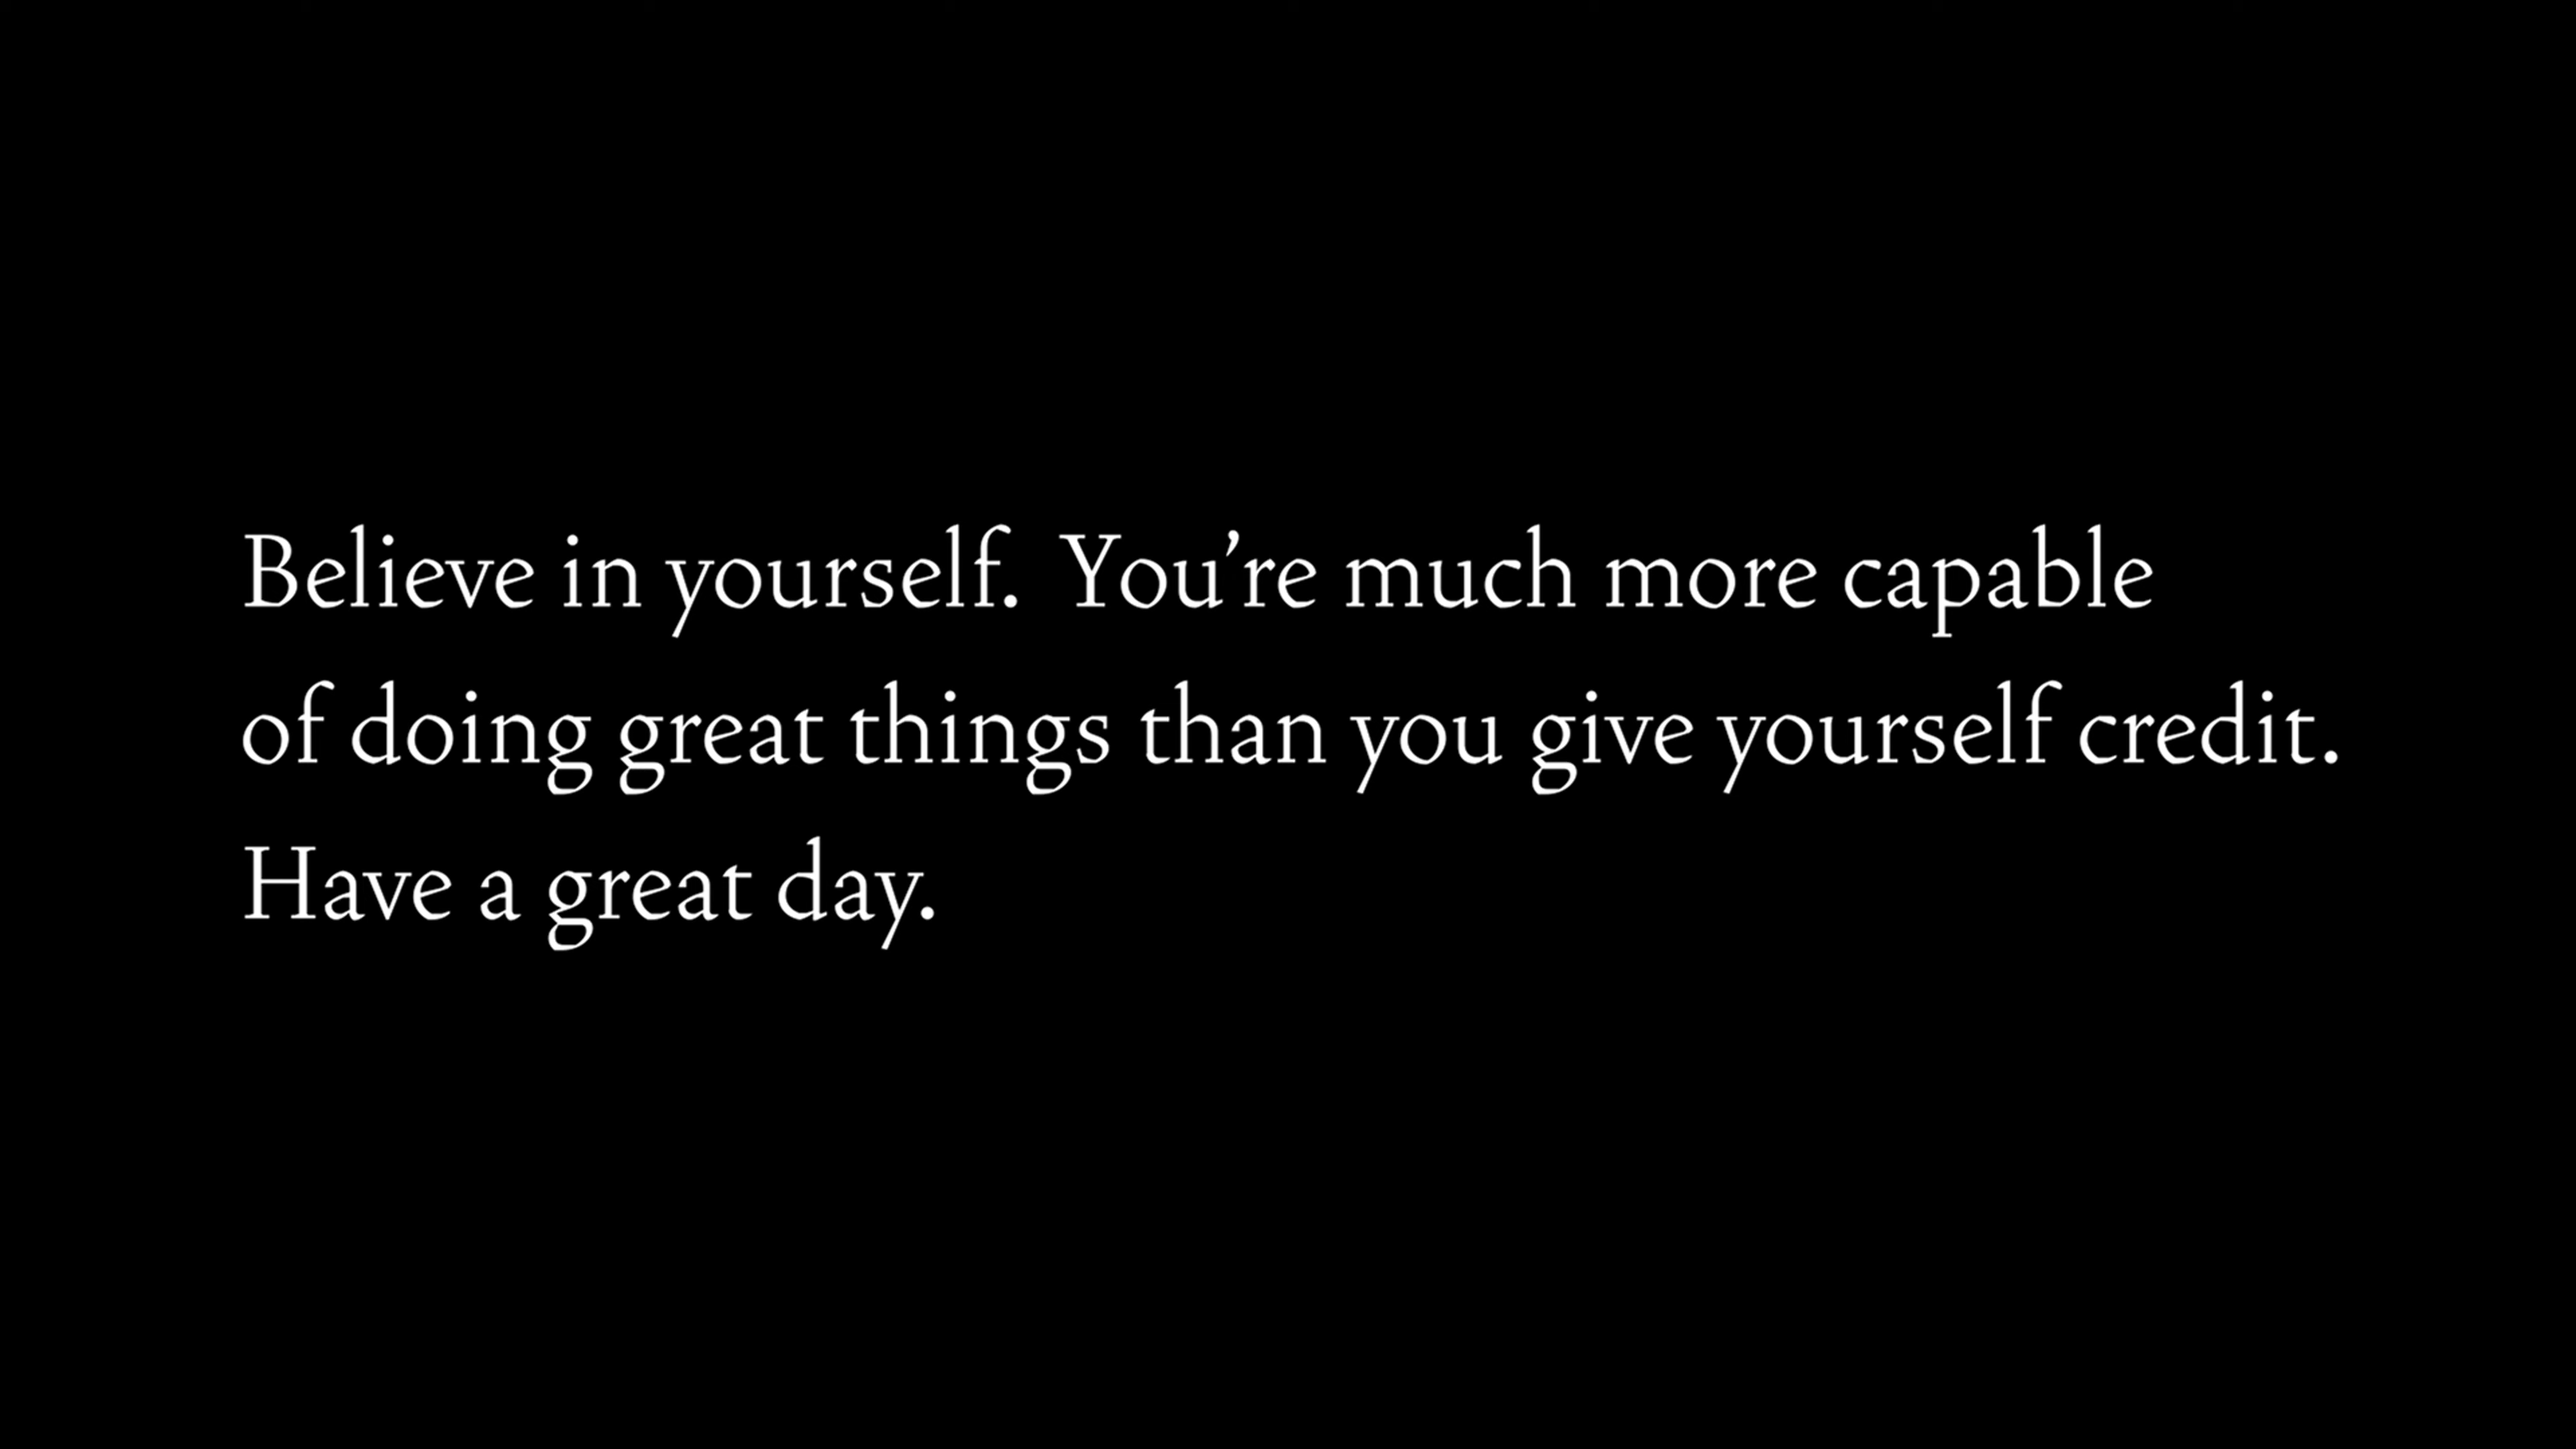 Believe in yourself.  You’re much more capable
of doing great things than you give yourself credit.
Have a great day.